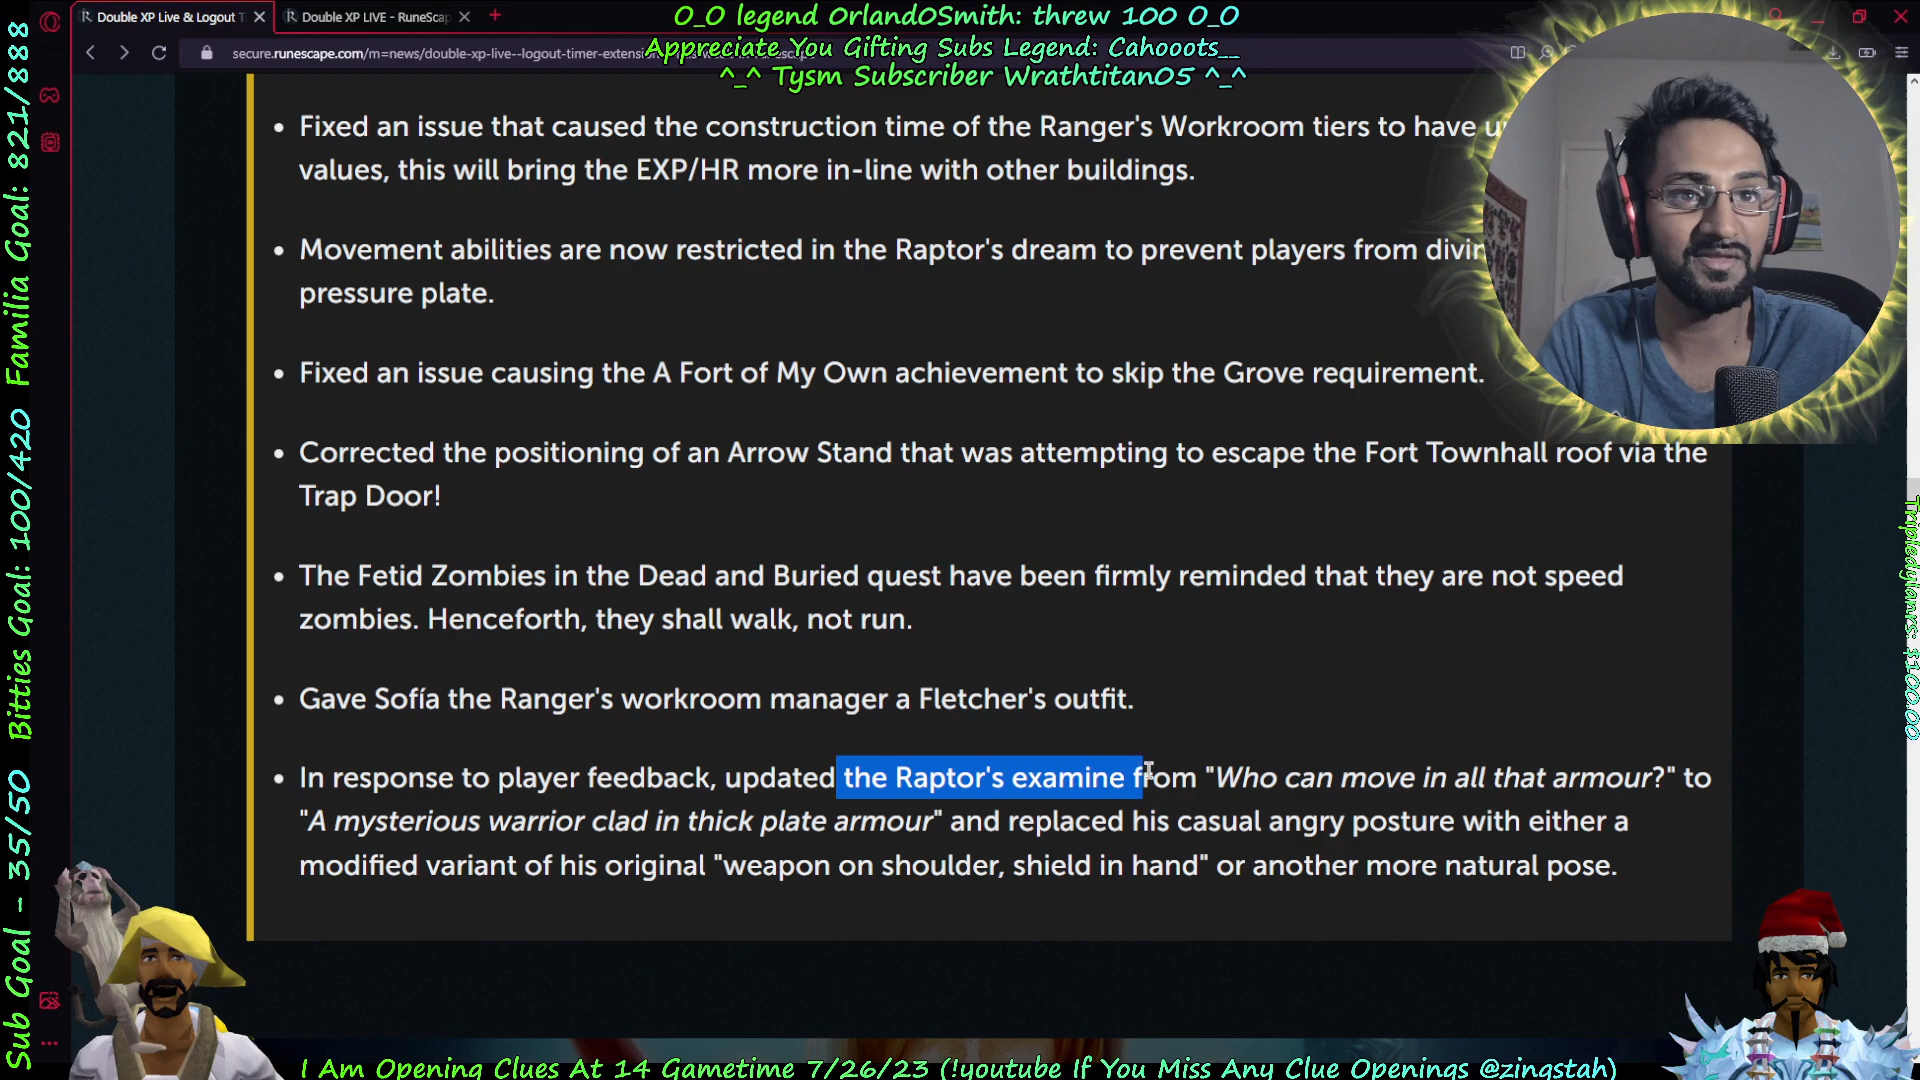 Double XP Live & Logout T
Double XP LIVE - RuneScap
secure.runescape.com/m=news/double-xp-live--logout-timer-extension
O_O legend OrlandOSmith: threw 100 O_O
Appreciate You Gifting Subs Legend: Cahooots__
^_^ Tysm Subscriber Wrathtitan05 ^_^
Sub Goal - 35/50 Bitties Goal: 100/420 Familia Goal: 821/888
• Fixed an issue that caused the construction time of the Ranger's Workroom tiers to have
values, this will bring the EXP/HR more in-line with other buildings.
• Movement abilities are now restricted in the Raptor's dream to prevent players from
pressure plate.
• Fixed an issue causing the A Fort of My Own achievement to skip the Grove requirement.
• Corrected the positioning of an Arrow Stand that was attempting to escape the Fort Townhall roof via the
Trap Door!
• The Fetid Zombies in the Dead and Buried quest have been firmly reminded that they are not speed
zombies. Henceforth, they shall walk, not run.
• Gave Sofía the Ranger's workroom manager a Fletcher's outfit.
• In response to player feedback, updated the Raptor's examine from "Who can move in all that armour?" to
"A mysterious warrior clad in thick plate armour" and replaced his casual angry posture with either a
modified variant of his original "weapon on shoulder, shield in hand" or another more natural pose.
Tripledylanrs: $1000.00
I Am Opening Clues At 14 Gametime 7/26/23 (!youtube If You Miss Any Clue Openings @zingstah)